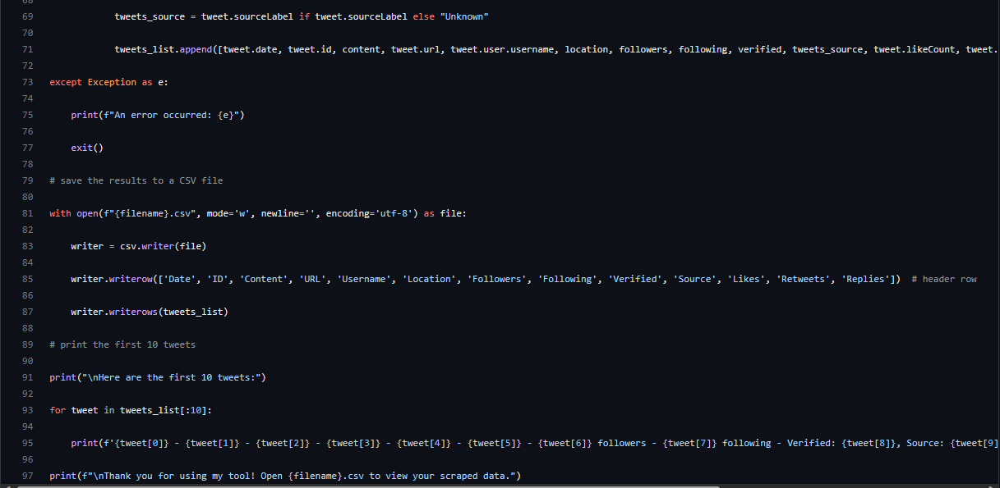 68
69 tweets_source = tweet.sourceLabel if tweet.sourceLabel else "Unknown"
70
71 tweets_list.append([tweet.date, tweet.id, content, tweet.url, tweet.user.username, location, followers, following, verified, tweets_source, tweet.likeCount, tweet.
72
73 except Exception as e:
74
75 print(f"An error occurred: {e}")
76
77 exit()
78
79 # save the results to a CSV file
80
81 with open(f"{filename}.csv", mode='w', newline='', encoding='utf-8') as file:
82
83 writer = csv.writer(file)
84
85 writer.writerow(['Date', 'ID', 'Content', 'URL', 'Username', 'Location', 'Followers', 'Following', 'Verified', 'Source', 'Likes', 'Retweets', 'Replies']) # header row
86
87 writer.writerows(tweets_list)
88
89 # print the first 10 tweets
90
91 print("\nHere are the first 10 tweets:")
92
93 for tweet in tweets_list[:10]:
94
95 print(f'{tweet[0]} - {tweet[1]} - {tweet[2]} - {tweet[3]} - {tweet[4]} - {tweet[5]} - {tweet[6]} followers - {tweet[7]} following - Verified: {tweet[8]}, Source: {tweet[9]
96
97 print(f"\nThank you for using my tool! Open {filename}.csv to view your scraped data.")